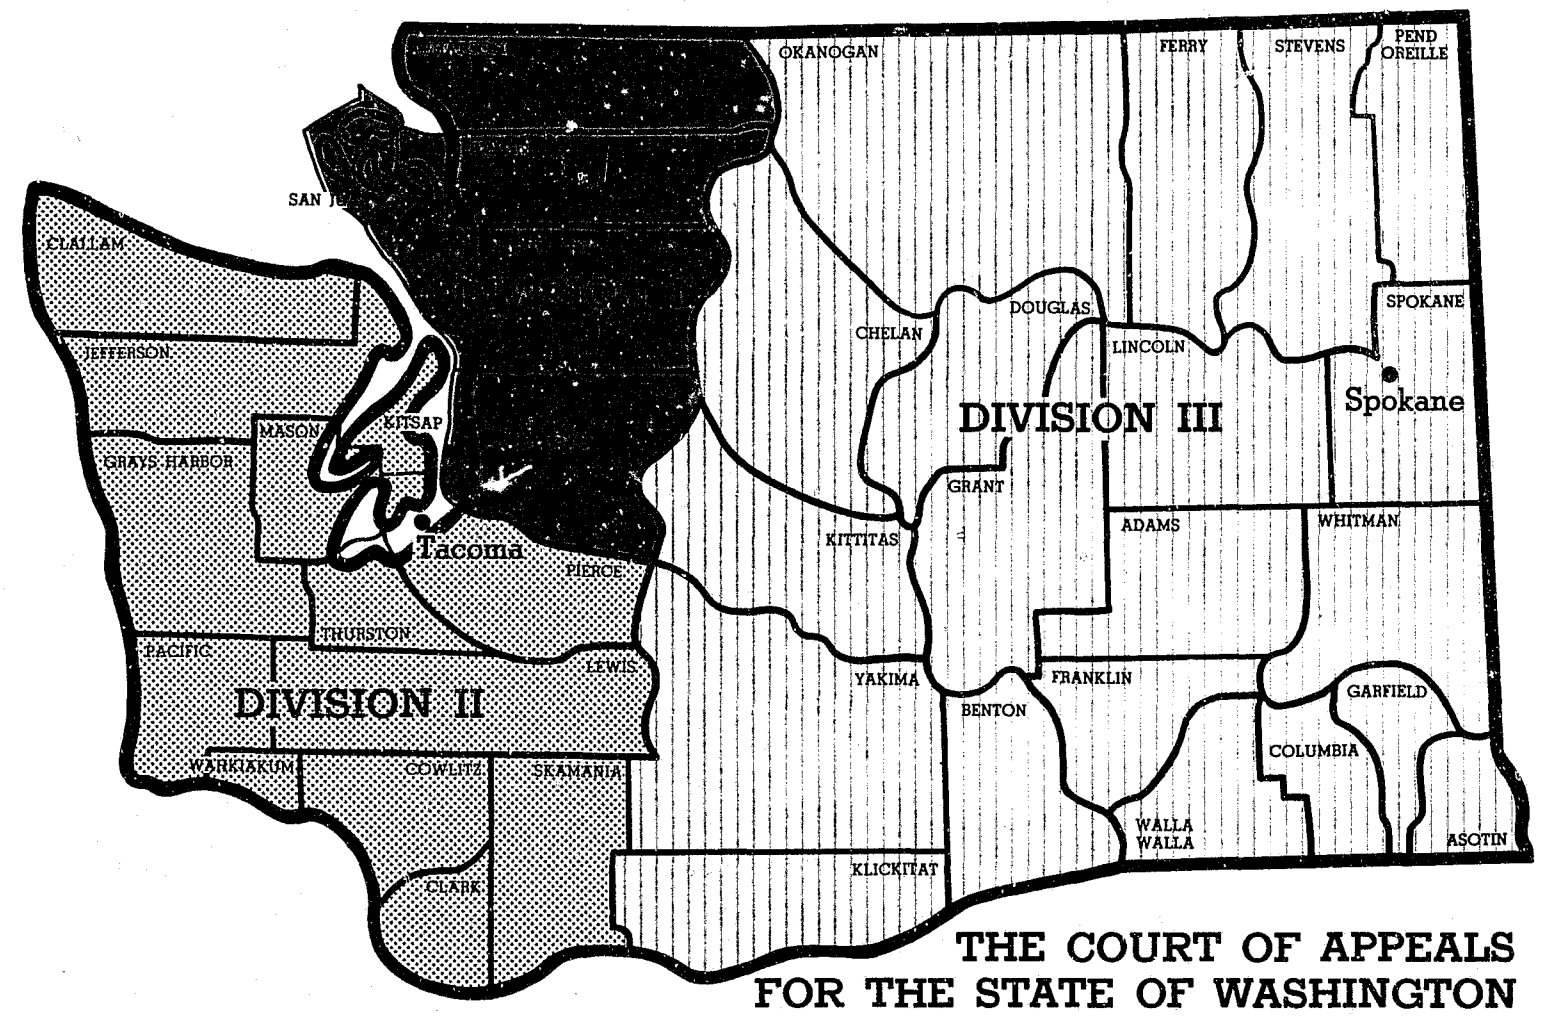 OKANOGAN
FERRY
STEVENS
PEND
OREILLE
SAN JU
CLALLAM
SPOKANE
DOUGLAS
CHELAN
LINCOLN
JEFFERSON
Spokane
DIVISION III
KITSAP
MASON
GRAYS HARBOR
GRANT
ADAMS
WHITMAN
KITTITAS
Tacoma
PIERCE
THURSTON
PACIFIC
LEWIS
YAKIMA
FRANKLIN
GARFIELD
DIVISION II
BENTON
COLUMBIA
WAHKIAKUM
COWLITZ
SKAMANIA
WALLA
WALLA
ASOTIN
KLICKITAT
CLARK
THE COURT OF APPEALS
FOR THE STATE OF WASHINGTON